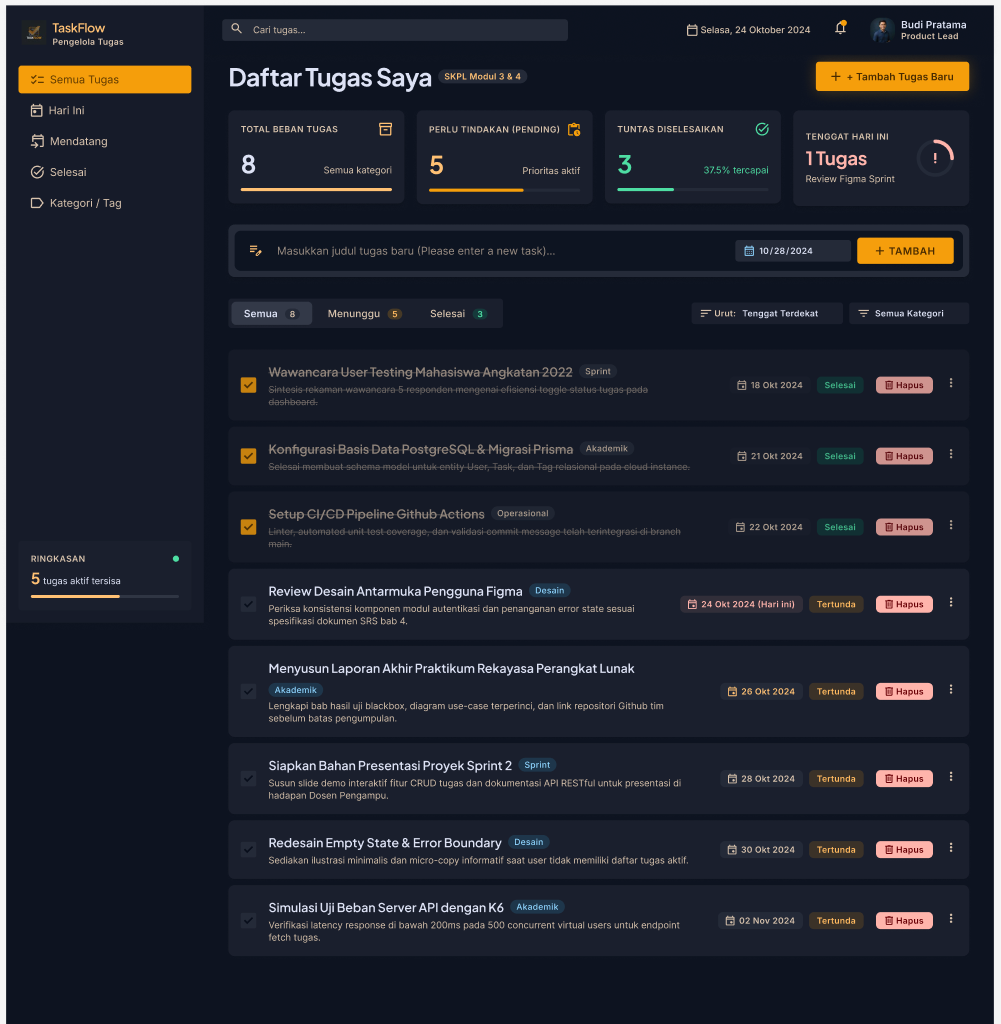 TaskFlow
Pengelola Tugas
Semua Tugas
Hari Ini
Mendatang
Selesai
Kategori / Tag
RINGKASAN
5 tugas aktif tersisa
Cari tugas...
Selasa, 24 Oktober 2024
Budi Pratama
Product Lead
Daftar Tugas Saya
SKPL Modul 3 & 4
+ + Tambah Tugas Baru
TOTAL BEBAN TUGAS
8
Semua kategori
PERLU TINDAKAN (PENDING)
5
Prioritas aktif
TUNTAS DISELESAIKAN
3
37.5% tercapai
TENGGAT HARI INI
1 Tugas
Review Figma Sprint
!
Masukkan judul tugas baru (Please enter a new task)...
10/28/2024
+ TAMBAH
Semua 8
Menunggu 5
Selesai 3
Urut: Tenggat Terdekat
Semua Kategori
Wawancara User Testing Mahasiswa Angkatan 2022 Sprint
Sintesis rekaman wawancara 5 responden mengenai efisiensi toggle status tugas pada
dashboard.
18 Okt 2024 Selesai Hapus
Konfigurasi Basis Data PostgreSQL & Migrasi Prisma Akademik
Selesai membuat schema model untuk entity User, Task, dan Tag relasional pada cloud instance.
21 Okt 2024 Selesai Hapus
Setup CI/CD Pipeline Github Actions Operasional
Linter, automated unit test coverage, dan validasi commit message telah terintegrasi di branch
main.
22 Okt 2024 Selesai Hapus
Review Desain Antarmuka Pengguna Figma Desain
Periksa konsistensi komponen modul autentikasi dan penanganan error state sesuai
spesifikasi dokumen SRS bab 4.
24 Okt 2024 (Hari ini) Tertunda Hapus
Menyusun Laporan Akhir Praktikum Rekayasa Perangkat Lunak
Akademik
Lengkapi bab hasil uji blackbox, diagram use-case terperinci, dan link repositori Github tim
sebelum batas pengumpulan.
26 Okt 2024 Tertunda Hapus
Siapkan Bahan Presentasi Proyek Sprint 2 Sprint
Susun slide demo interaktif fitur CRUD tugas dan dokumentasi API RESTful untuk presentasi di
hadapan Dosen Pengampu.
28 Okt 2024 Tertunda Hapus
Redesain Empty State & Error Boundary Desain
Sediakan ilustrasi minimalis dan micro-copy informatif saat user tidak memiliki daftar tugas aktif.
30 Okt 2024 Tertunda Hapus
Simulasi Uji Beban Server API dengan K6 Akademik
Verifikasi latency response di bawah 200ms pada 500 concurrent virtual users untuk endpoint
fetch tugas.
02 Nov 2024 Tertunda Hapus